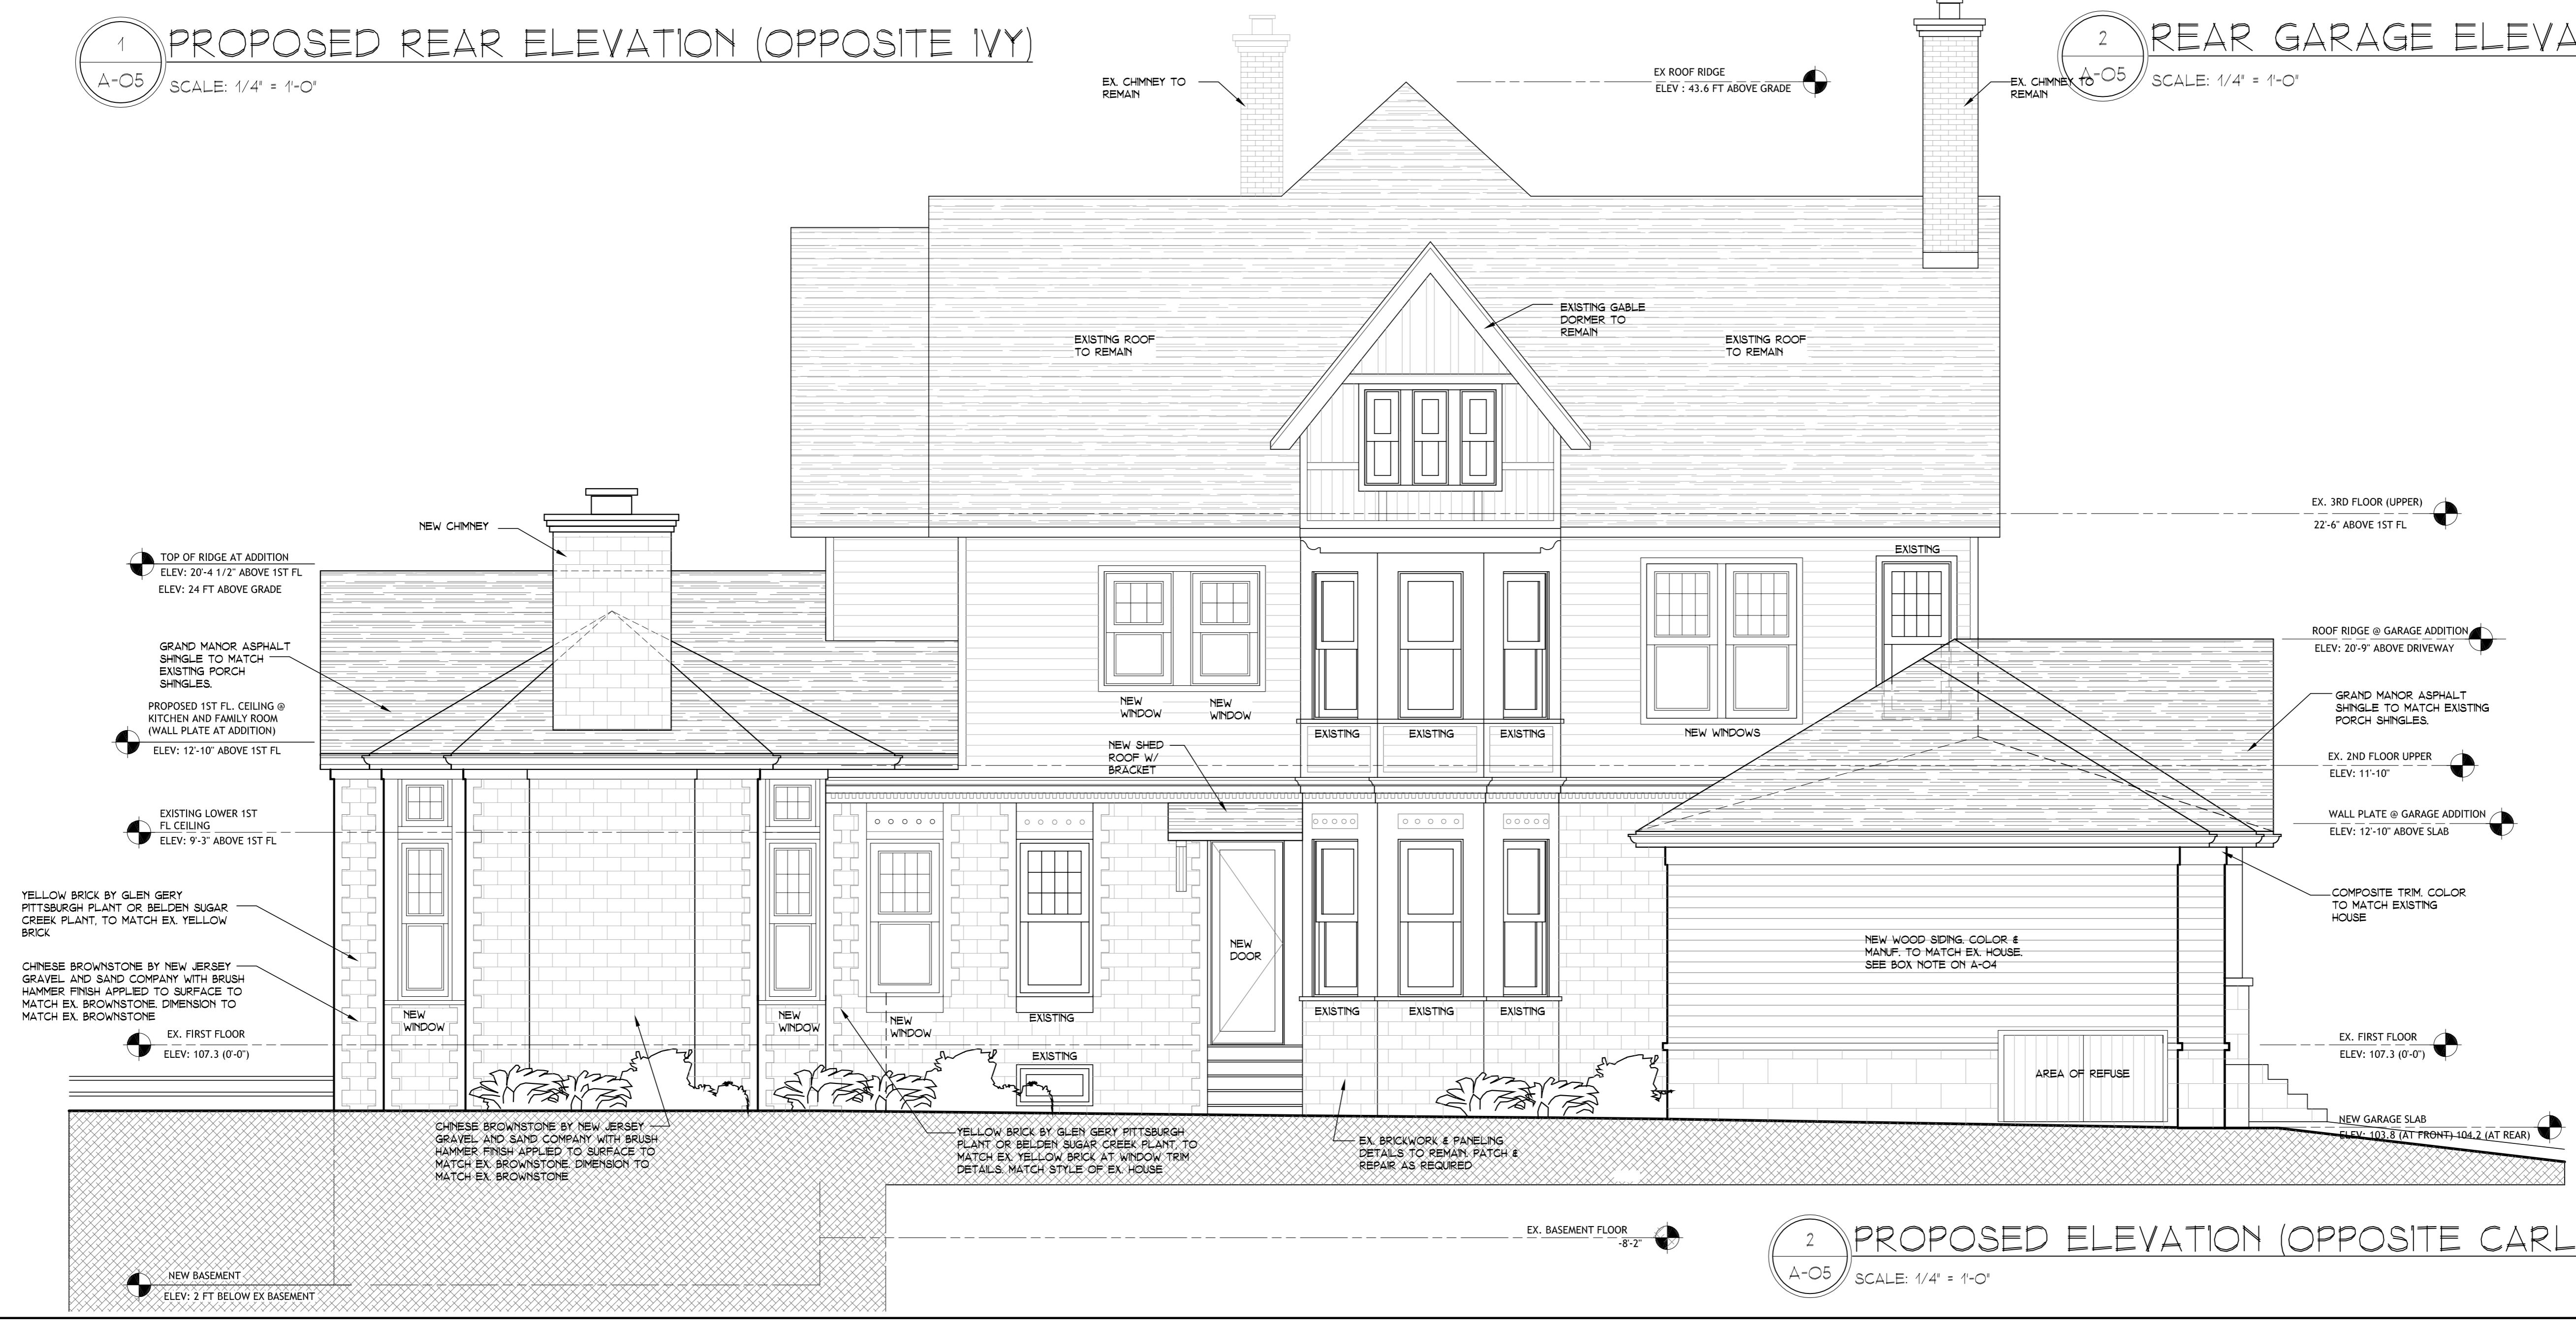 1
A-05
PROPOSED REAR ELEVATION (OPPOSITE IVY)
SCALE: 1/4" = 1'-0"
2
A-05
REAR GARAGE ELEVA
SCALE: 1/4" = 1'-0"
EX. CHIMNEY TO
REMAIN
EX ROOF RIDGE
ELEV : 43.6 FT ABOVE GRADE
EX. CHIMNEY TO
REMAIN
EXISTING GABLE
DORMER TO
REMAIN
EXISTING ROOF
TO REMAIN
EXISTING ROOF
TO REMAIN
NEW CHIMNEY
EX. 3RD FLOOR (UPPER)
22'-6" ABOVE 1ST FL
TOP OF RIDGE AT ADDITION
ELEV: 20'-4 1/2" ABOVE 1ST FL
ELEV: 24 FT ABOVE GRADE
EXISTING
GRAND MANOR ASPHALT
SHINGLE TO MATCH
EXISTING PORCH
SHINGLES.
ROOF RIDGE @ GARAGE ADDITION
ELEV: 20'-9" ABOVE DRIVEWAY
PROPOSED 1ST FL. CEILING @
KITCHEN AND FAMILY ROOM
(WALL PLATE AT ADDITION)
ELEV: 12'-10" ABOVE 1ST FL
NEW
WINDOW
NEW
WINDOW
GRAND MANOR ASPHALT
SHINGLE TO MATCH EXISTING
PORCH SHINGLES.
EXISTING
EXISTING
EXISTING
NEW WINDOWS
NEW SHED
ROOF W/
BRACKET
EX. 2ND FLOOR UPPER
ELEV: 11'-10"
EXISTING LOWER 1ST
FL CEILING
ELEV: 9'-3" ABOVE 1ST FL
WALL PLATE @ GARAGE ADDITION
ELEV: 12'-10" ABOVE SLAB
YELLOW BRICK BY GLEN GERY
PITTSBURGH PLANT OR BELDEN SUGAR
CREEK PLANT, TO MATCH EX. YELLOW
BRICK
COMPOSITE TRIM. COLOR
TO MATCH EXISTING
HOUSE
NEW
DOOR
NEW WOOD SIDING. COLOR &
MANUF. TO MATCH EX. HOUSE.
SEE BOX NOTE ON A-04
CHINESE BROWNSTONE BY NEW JERSEY
GRAVEL AND SAND COMPANY WITH BRUSH
HAMMER FINISH APPLIED TO SURFACE TO
MATCH EX. BROWNSTONE. DIMENSION TO
MATCH EX. BROWNSTONE
NEW
WINDOW
NEW
WINDOW
NEW
WINDOW
EXISTING
EXISTING
EXISTING
EXISTING
EX. FIRST FLOOR
ELEV: 107.3 (0'-0")
EX. FIRST FLOOR
ELEV: 107.3 (0'-0")
EXISTING
AREA OF REFUSE
NEW GARAGE SLAB
ELEV: 103.8 (AT FRONT) 104.2 (AT REAR)
CHINESE BROWNSTONE BY NEW JERSEY
GRAVEL AND SAND COMPANY WITH BRUSH
HAMMER FINISH APPLIED TO SURFACE TO
MATCH EX. BROWNSTONE. DIMENSION TO
MATCH EX. BROWNSTONE
YELLOW BRICK BY GLEN GERY PITTSBURGH
PLANT OR BELDEN SUGAR CREEK PLANT, TO
MATCH EX. YELLOW BRICK AT WINDOW TRIM
DETAILS. MATCH STYLE OF EX. HOUSE
EX. BRICKWORK & PANELING
DETAILS TO REMAIN. PATCH &
REPAIR AS REQUIRED
EX. BASEMENT FLOOR
-8'-2"
NEW BASEMENT
ELEV: 2 FT BELOW EX BASEMENT
2
A-05
PROPOSED ELEVATION (OPPOSITE CARL
SCALE: 1/4" = 1'-0"